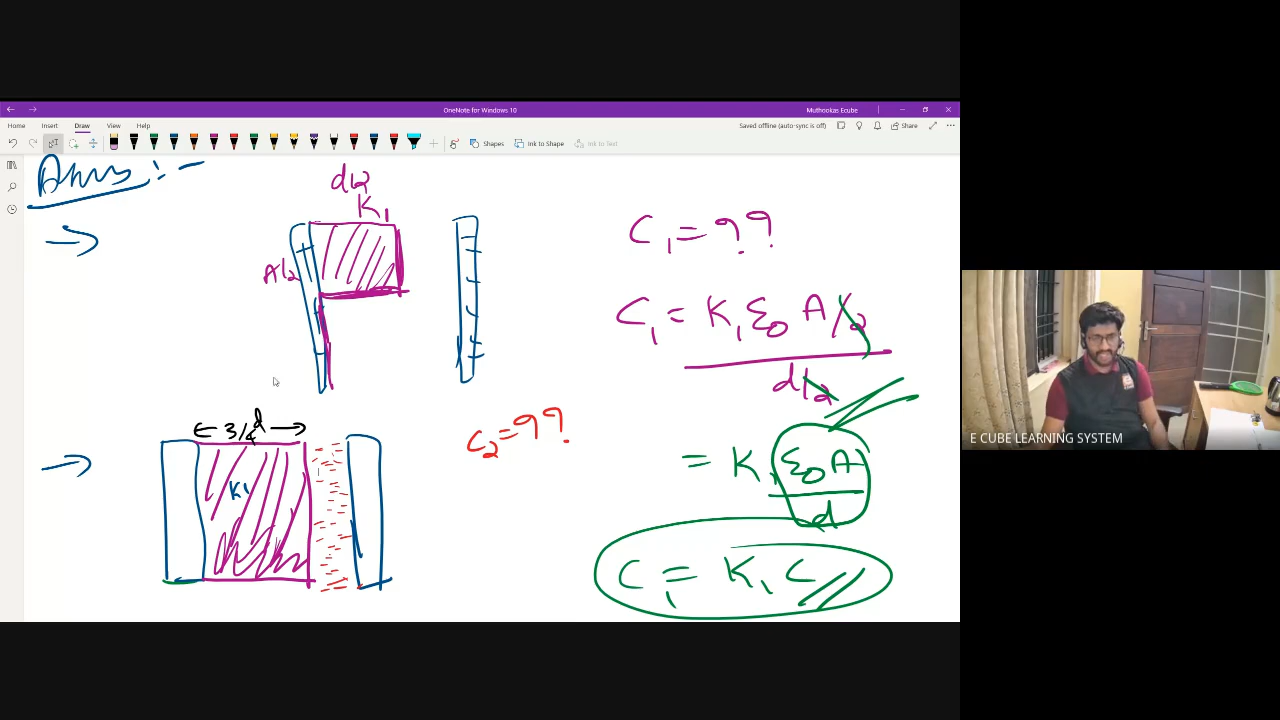 OneNote for Windows 10
Muthookas Ecube
Home Insert Draw View Help
Saved offline (auto-sync is off)
Share
Shapes
Ink to Shape
Ink to Text
Ans :-
d/2
K1
A/2
C1 = ??
C1 = K1 ε0 A/2
d/2
= K1 ε0 A
d
C1 = K1 C
3/4 d
K1
C2 = ??
E CUBE LEARNING SYSTEM